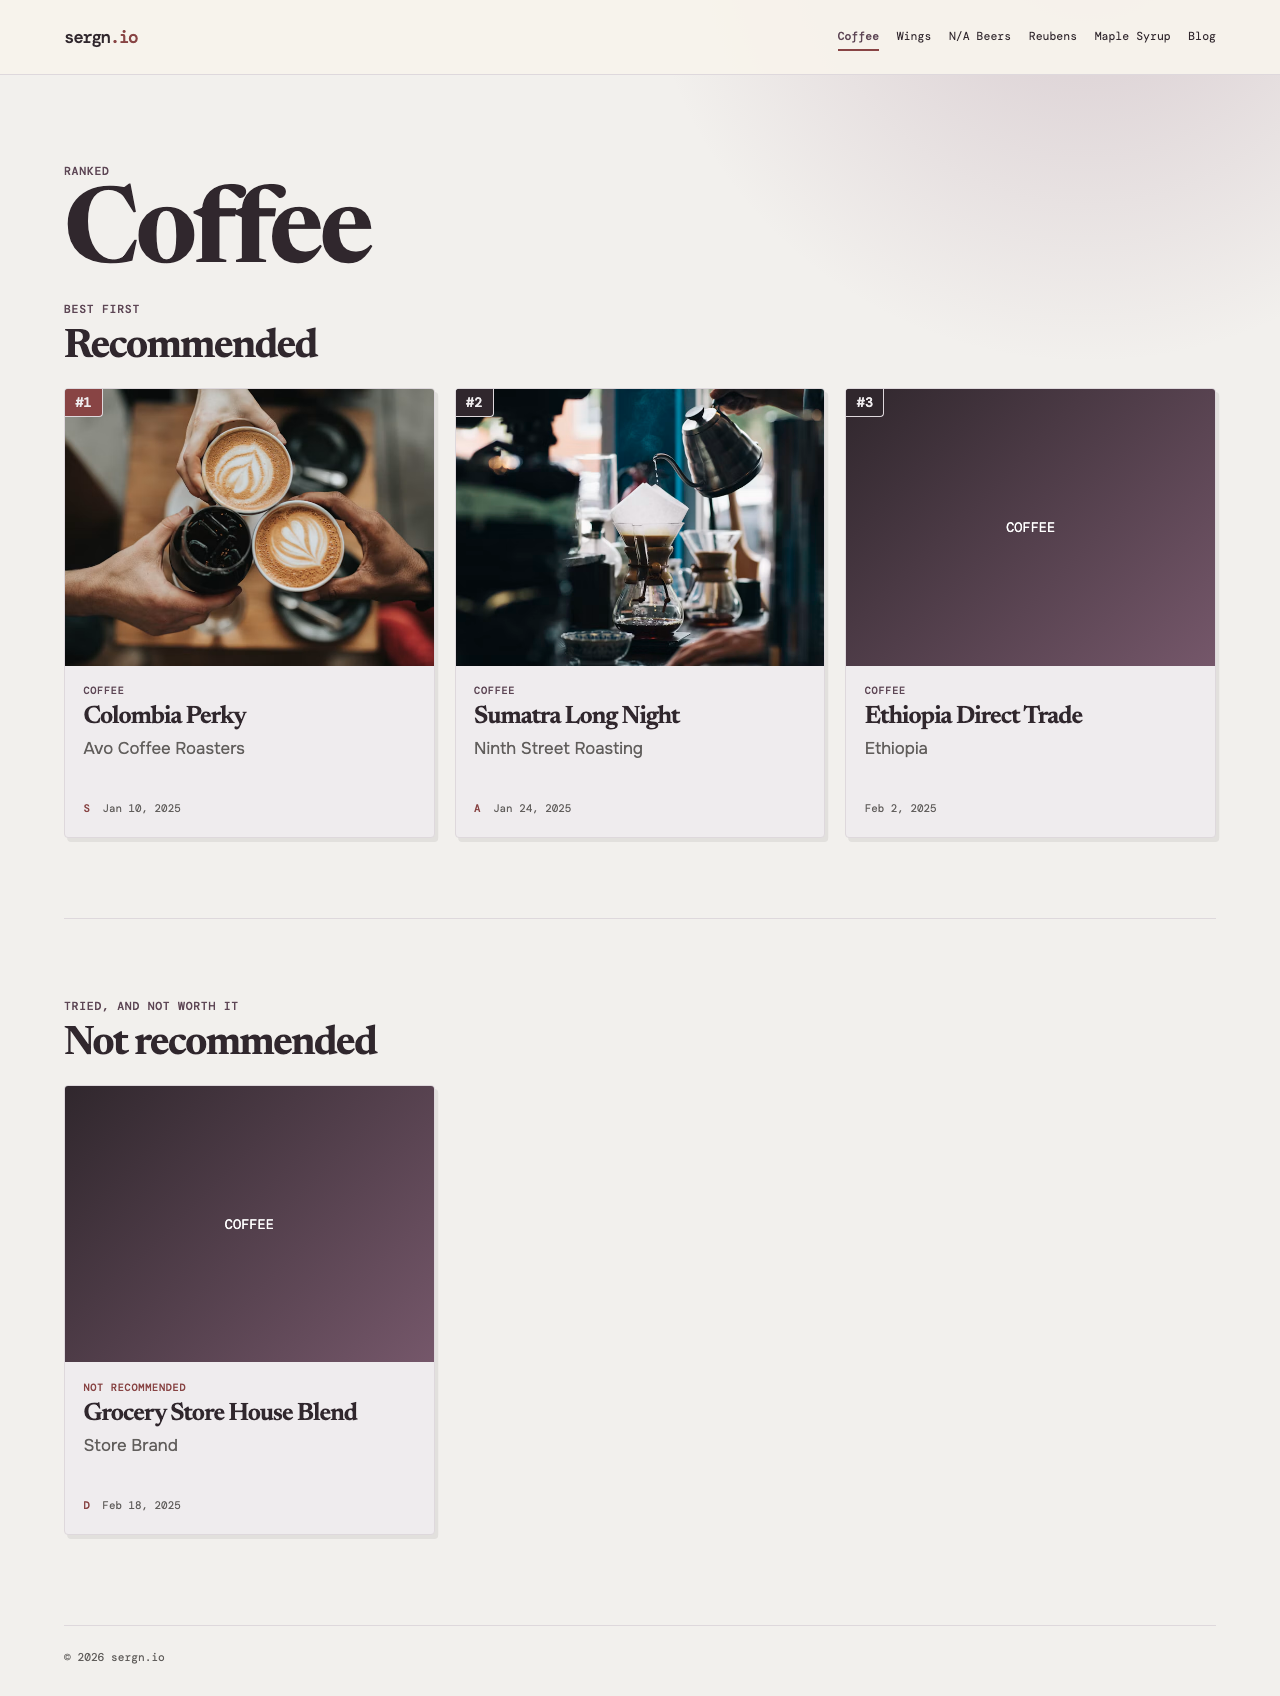 sergn.io
Coffee Wings N/A Beers Reubens Maple Syrup Blog
RANKED
Coffee
BEST FIRST
Recommended
#1
#2
#3
COFFEE
COFFEE
Colombia Perky
Avo Coffee Roasters
S Jan 10, 2025
COFFEE
Sumatra Long Night
Ninth Street Roasting
A Jan 24, 2025
COFFEE
Ethiopia Direct Trade
Ethiopia
Feb 2, 2025
TRIED, AND NOT WORTH IT
Not recommended
COFFEE
NOT RECOMMENDED
Grocery Store House Blend
Store Brand
D Feb 18, 2025
© 2026 sergn.io